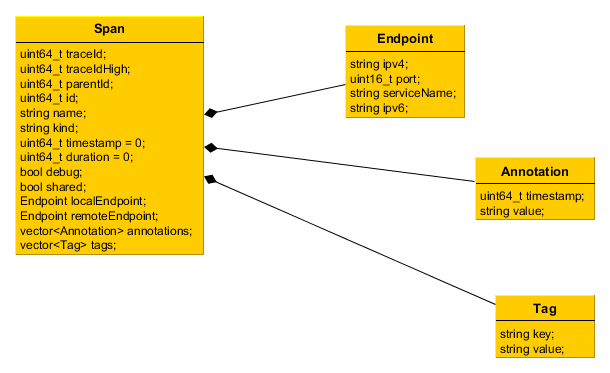 Span
uint64_t traceId;
uint64_t traceIdHigh;
uint64_t parentId;
uint64_t id;
string name;
string kind;
uint64_t timestamp = 0;
uint64_t duration = 0;
bool debug;
bool shared;
Endpoint localEndpoint;
Endpoint remoteEndpoint;
vector<Annotation> annotations;
vector<Tag> tags;
Endpoint
string ipv4;
uint16_t port;
string serviceName;
string ipv6;
Annotation
uint64_t timestamp;
string value;
Tag
string key;
string value;